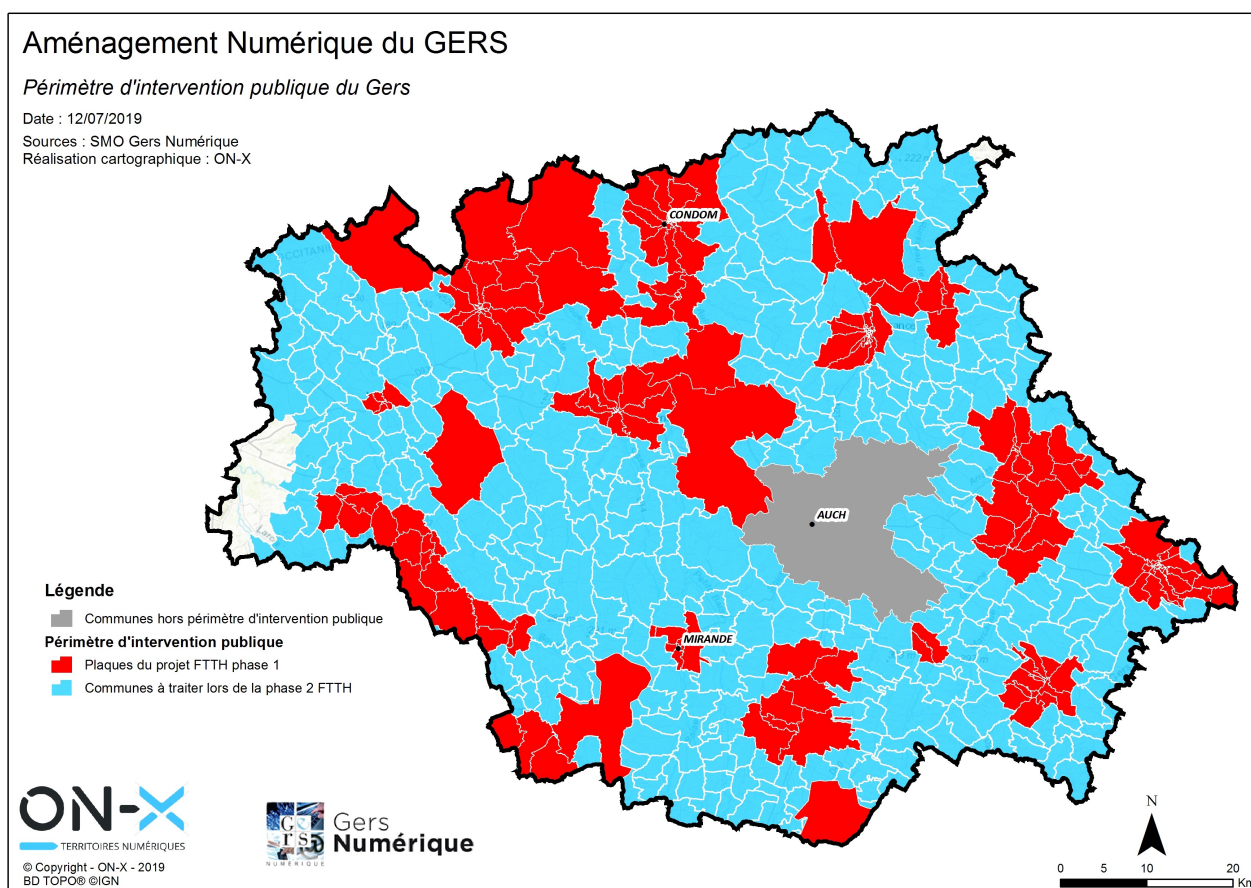 Aménagement Numérique du GERS
Périmètre d'intervention publique du Gers
Date : 12/07/2019
Sources : SMO Gers Numérique
Réalisation cartographique : ON-X
CONDOM
AUCH
MIRANDE
Légende
Communes hors périmètre d'intervention publique
Périmètre d'intervention publique
Plaques du projet FTTH phase 1
Communes à traiter lors de la phase 2 FTTH
ON-X
TERRITOIRES NUMÉRIQUES
© Copyright - ON-X - 2019
BD TOPO® ©IGN
Gers
NUMÉRIQUE
Gers
Numérique
N
0 5 10 20
Km